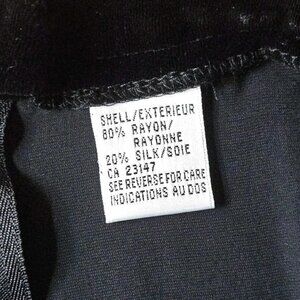 SHELL/EXTERIEUR
80% RAYON/
RAYONNE
20% SILK/SOIE
CA 23147
SEE REVERSE FOR CARE
INDICATIONS AU DOS